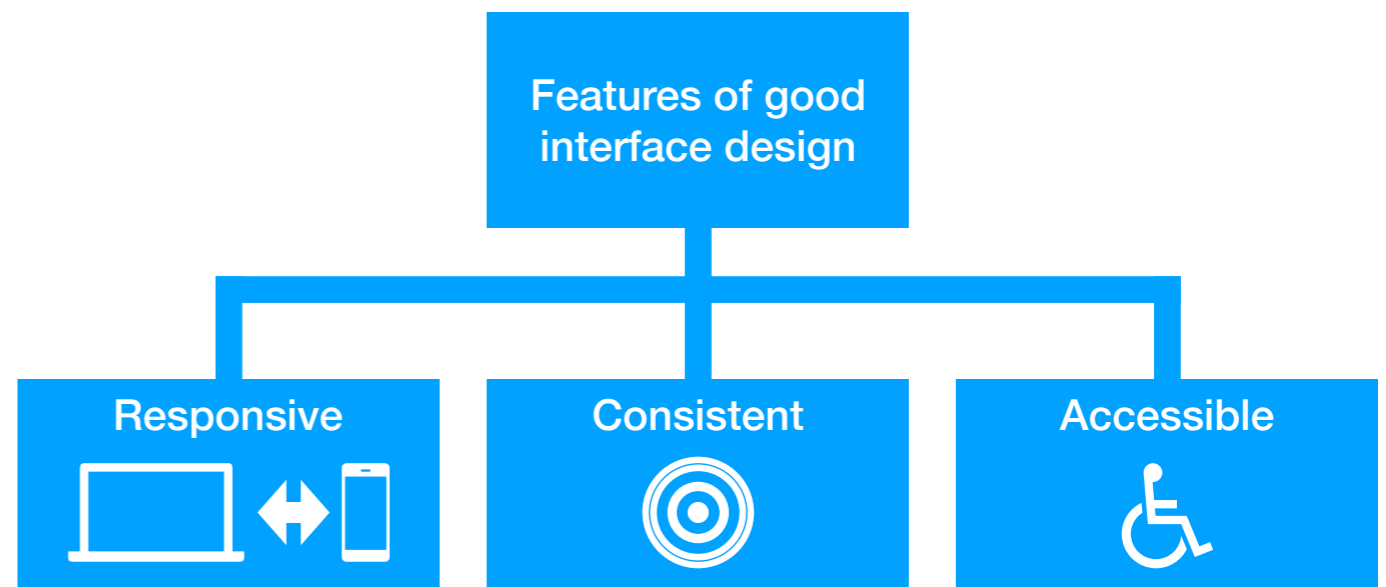 Features of good
interface design
Responsive
Consistent
Accessible